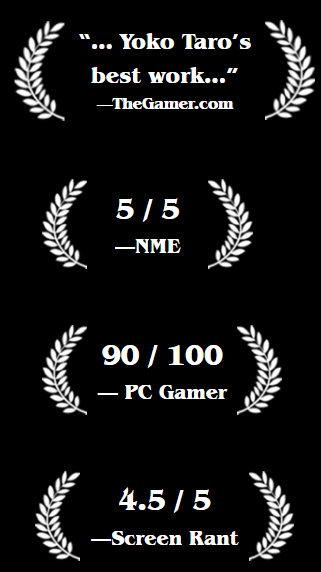 “... Yoko Taro’s
best work...”
—TheGamer.com
5 / 5
—NME
90 / 100
— PC Gamer
4.5 / 5
—Screen Rant